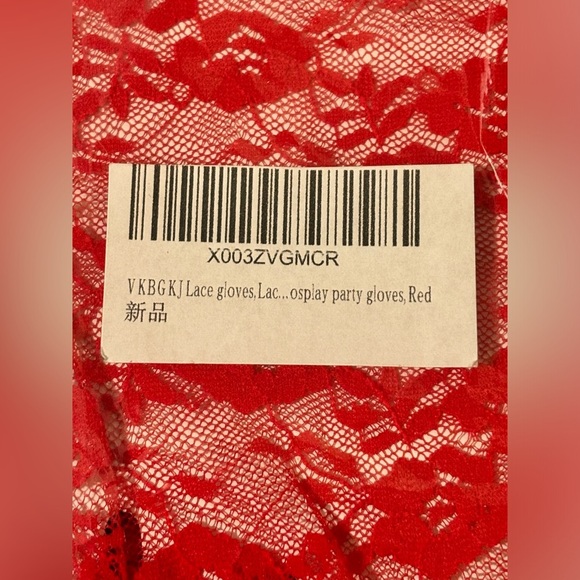 X003ZVGMCR
VKBGKJ Lace gloves,Lac...osplay party gloves,Red
新品